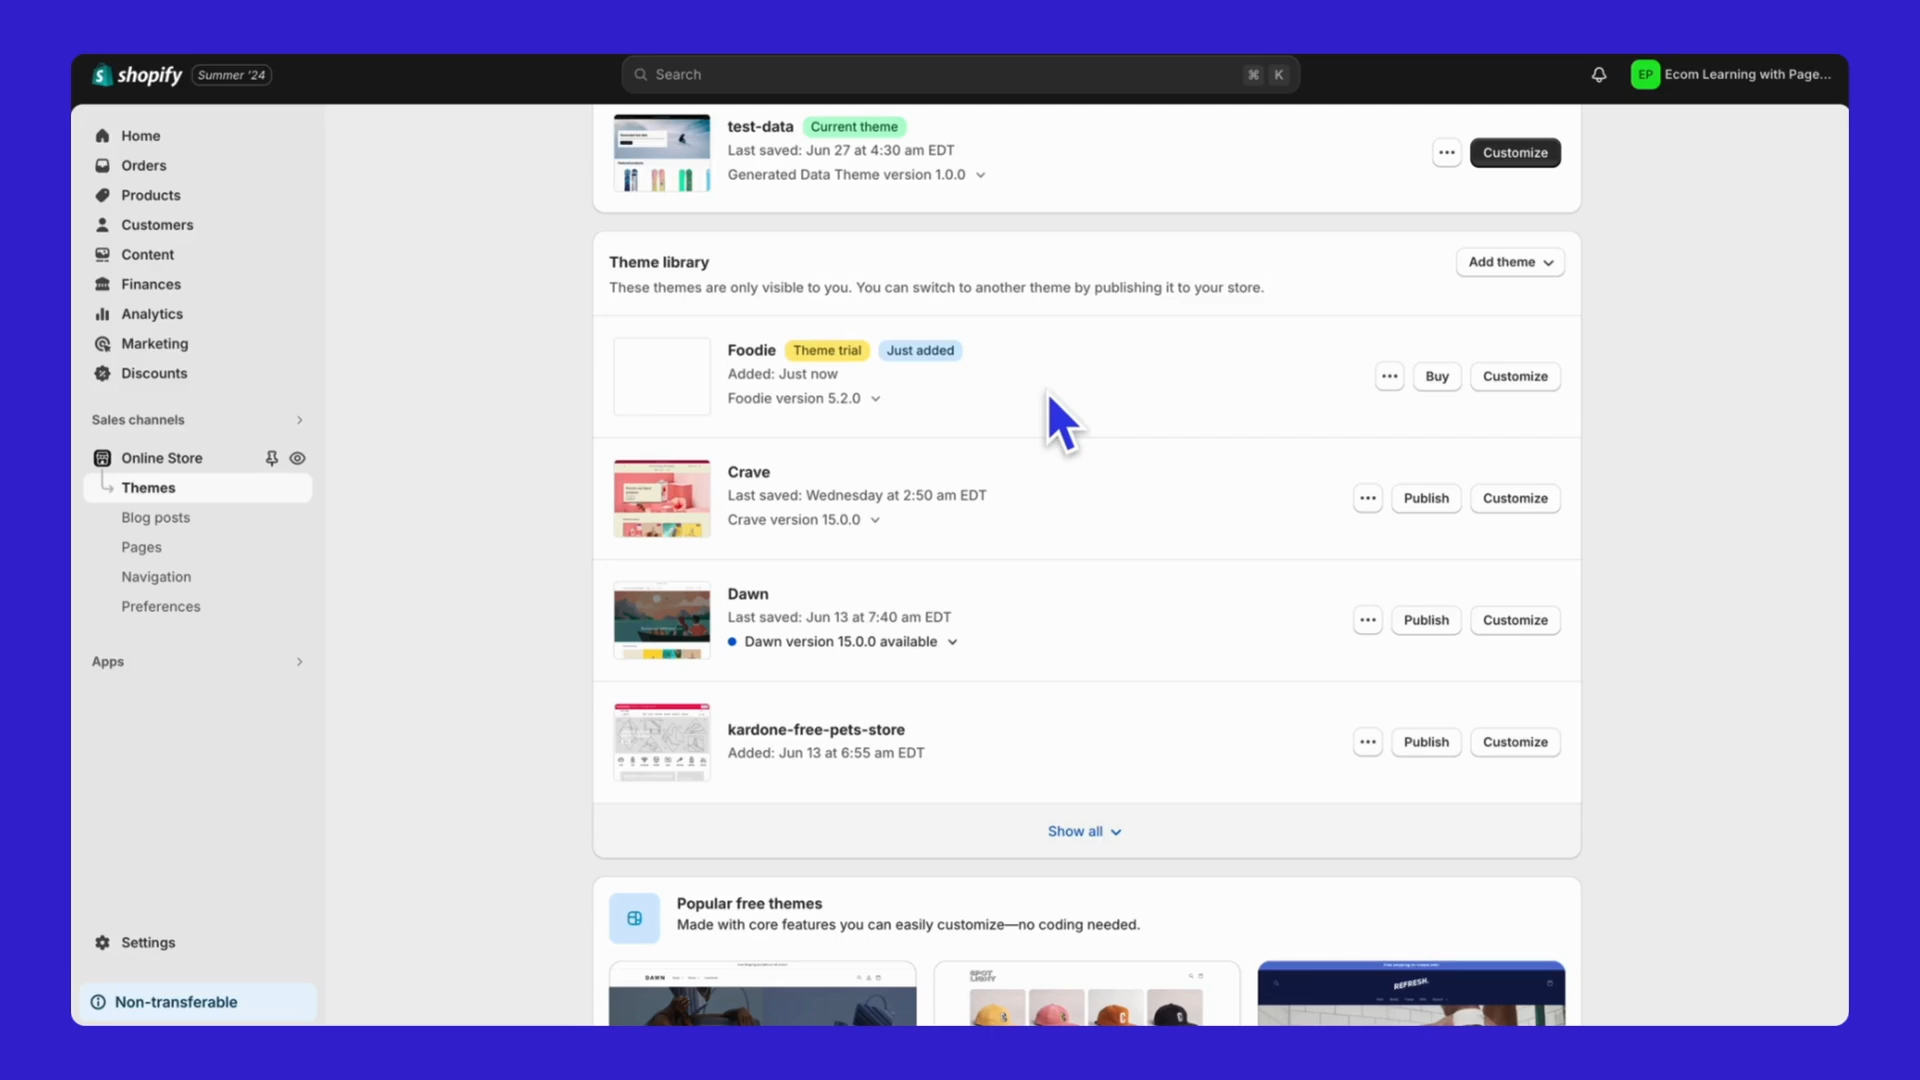 shopify Summer '24
Search ⌘ K
EP Ecom Learning with Page...
Home
Orders
Products
Customers
Content
Finances
Analytics
Marketing
Discounts
Sales channels
Online Store
Themes
Blog posts
Pages
Navigation
Preferences
Apps
Settings
Non-transferable
test-data Current theme
Last saved: Jun 27 at 4:30 am EDT
Generated Data Theme version 1.0.0
Customize
Theme library
Add theme
These themes are only visible to you. You can switch to another theme by publishing it to your store.
Foodie Theme trial Just added
Added: Just now
Foodie version 5.2.0
Buy Customize
Crave
Last saved: Wednesday at 2:50 am EDT
Crave version 15.0.0
Publish Customize
Dawn
Last saved: Jun 13 at 7:40 am EDT
Dawn version 15.0.0 available
Publish Customize
kardone-free-pets-store
Added: Jun 13 at 6:55 am EDT
Publish Customize
Show all
Popular free themes
Made with core features you can easily customize—no coding needed.
DAWN
SPOTLIGHT
REFRESH.